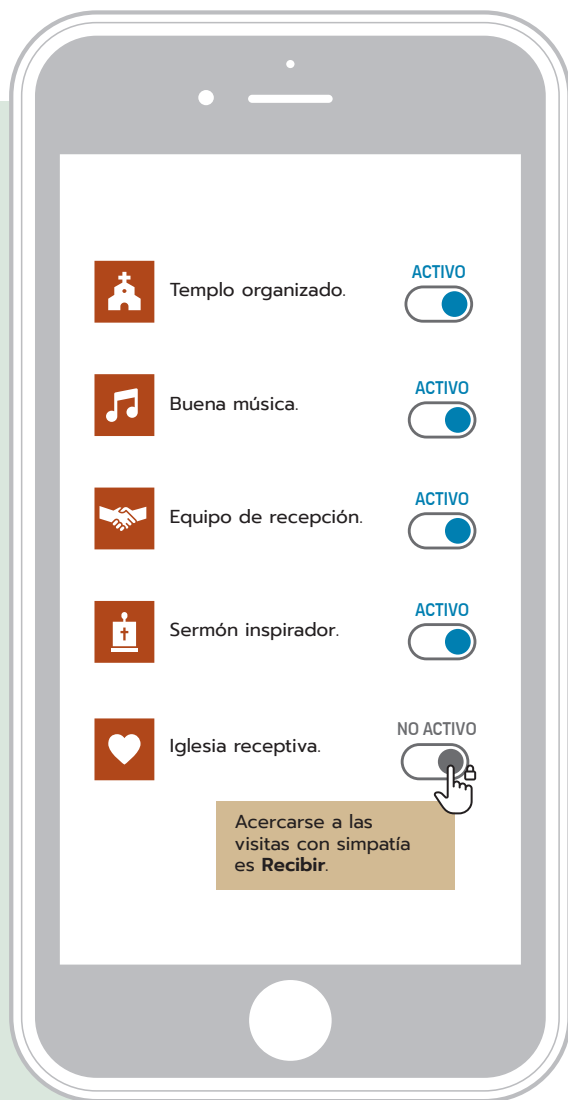 ACTIVO
Templo organizado.
ACTIVO
Buena música.
ACTIVO
Equipo de recepción.
ACTIVO
Sermón inspirador.
NO ACTIVO
Iglesia receptiva.
Acercarse a las
visitas con simpatía
es Recibir.